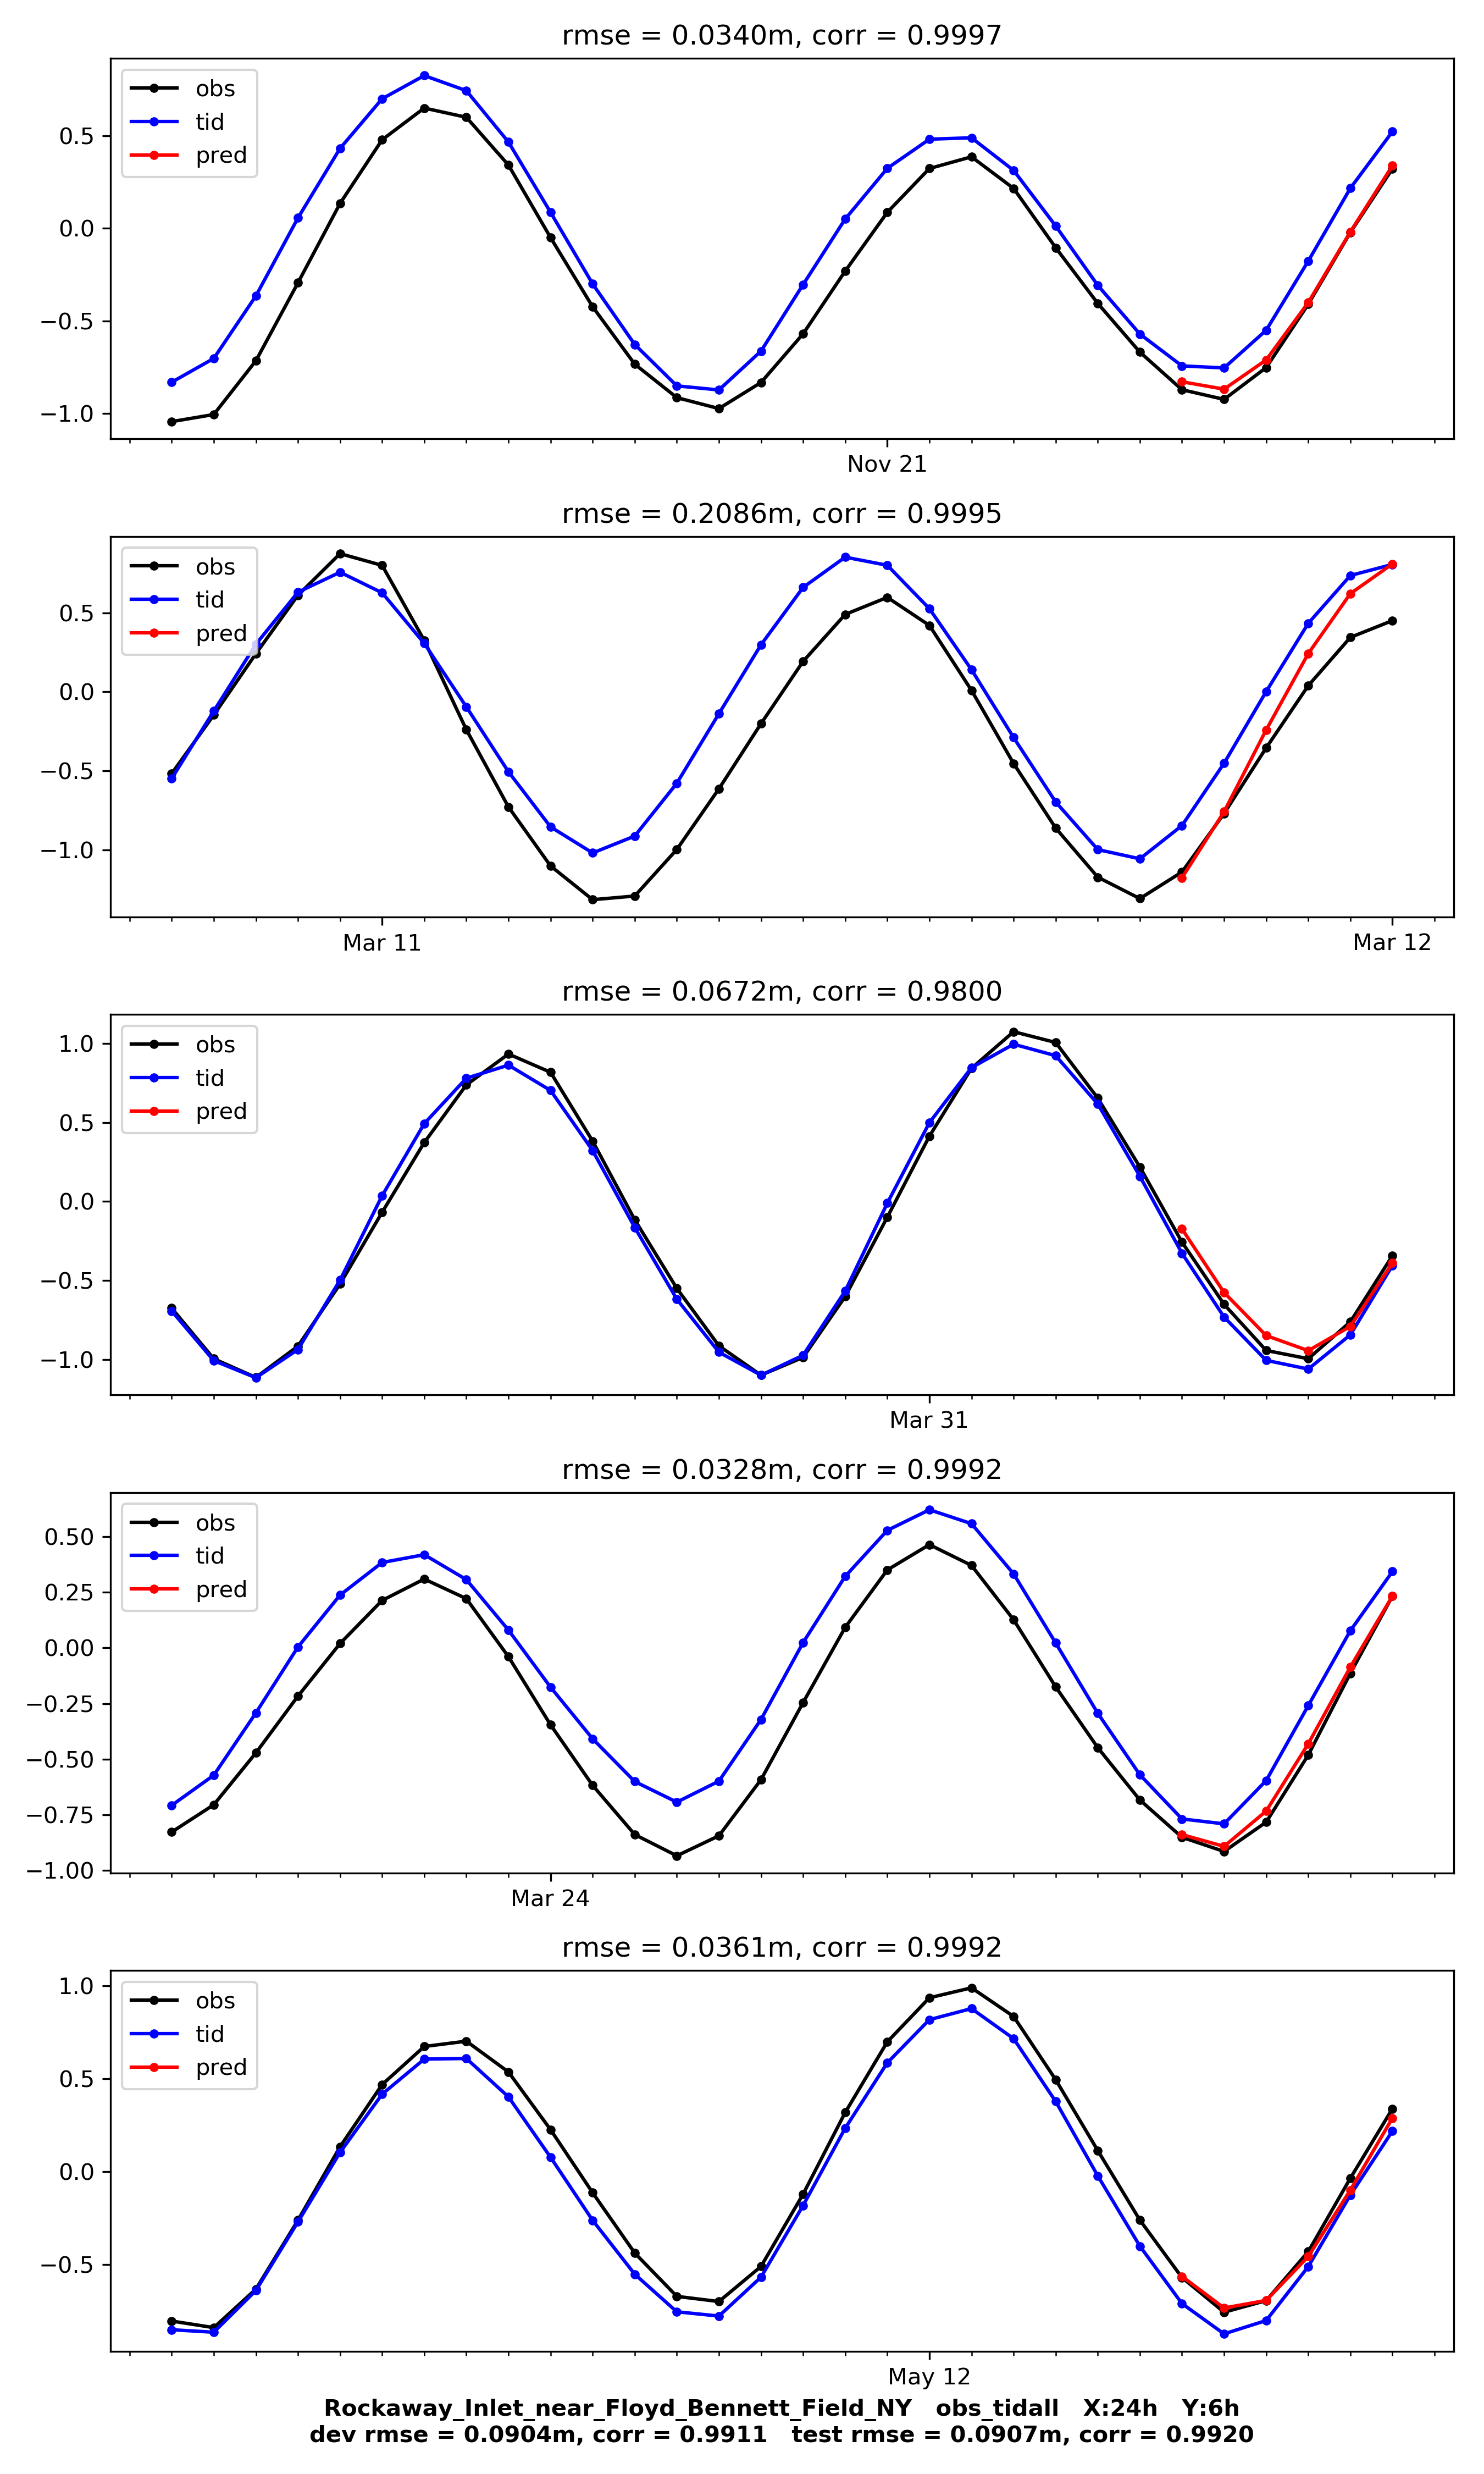 rmse = 0.0340m, corr = 0.9997
obs
tid
pred
0.5
0.0
−0.5
−1.0
Nov 21
rmse = 0.2086m, corr = 0.9995
obs
tid
pred
0.5
0.0
−0.5
−1.0
Mar 11 Mar 12
rmse = 0.0672m, corr = 0.9800
obs
tid
pred
1.0
0.5
0.0
−0.5
−1.0
Mar 31
rmse = 0.0328m, corr = 0.9992
obs
tid
pred
0.50
0.25
0.00
−0.25
−0.50
−0.75
−1.00
Mar 24
rmse = 0.0361m, corr = 0.9992
obs
tid
pred
1.0
0.5
0.0
−0.5
May 12
Rockaway_Inlet_near_Floyd_Bennett_Field_NY obs_tidall X:24h Y:6h
dev rmse = 0.0904m, corr = 0.9911 test rmse = 0.0907m, corr = 0.9920